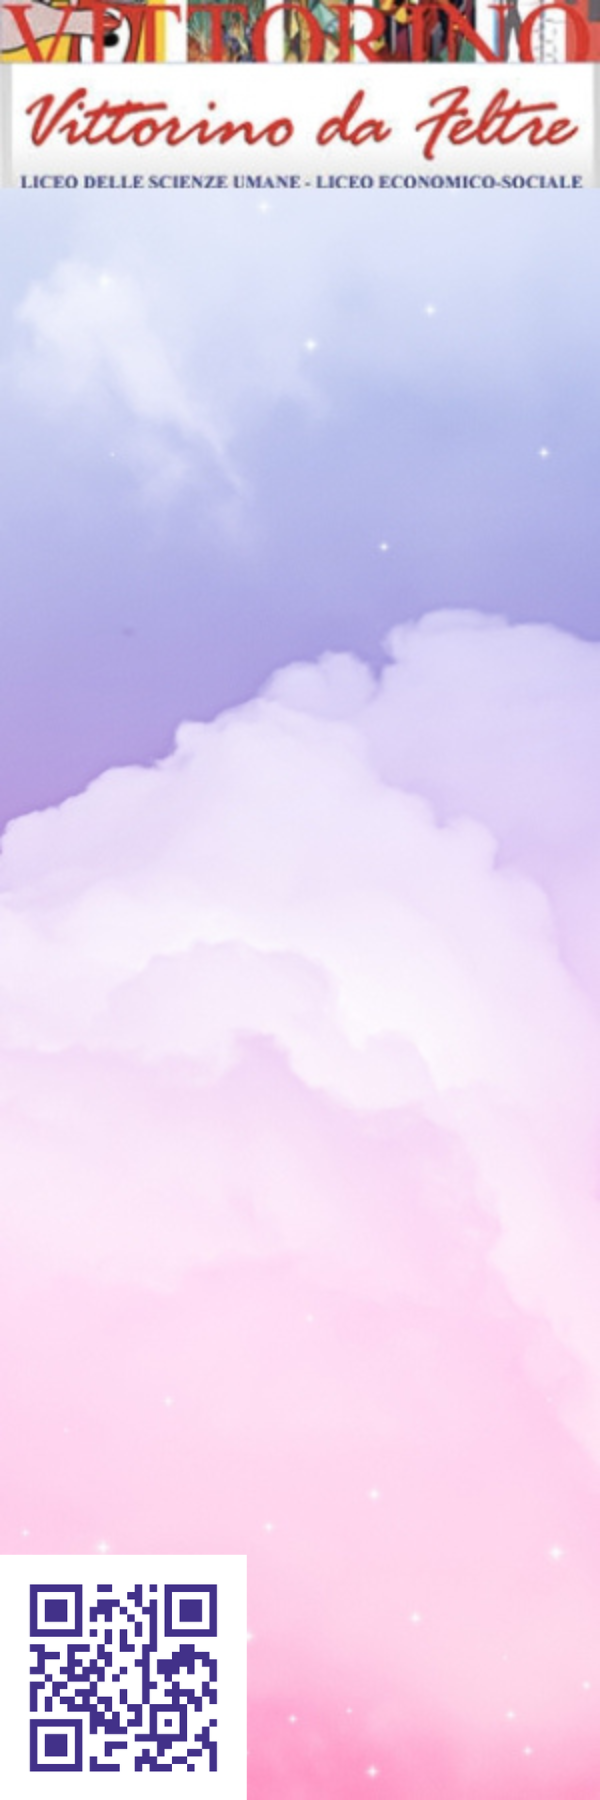 VITTORINO
Vittorino da Feltre
LICEO DELLE SCIENZE UMANE - LICEO ECONOMICO-SOCIALE